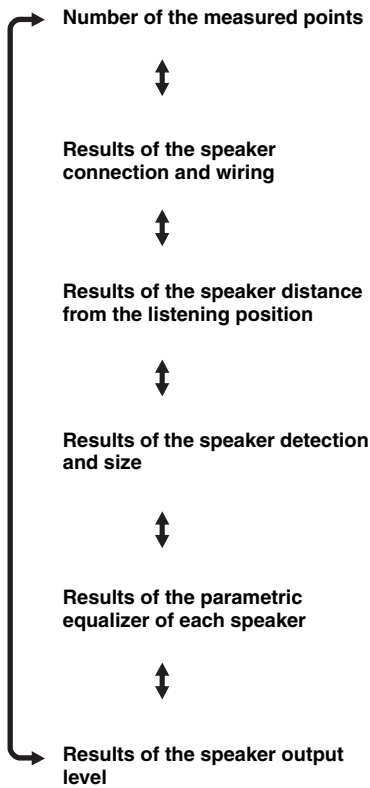 Number of the measured points
Results of the speaker
connection and wiring
Results of the speaker distance
from the listening position
Results of the speaker detection
and size
Results of the parametric
equalizer of each speaker
Results of the speaker output
level